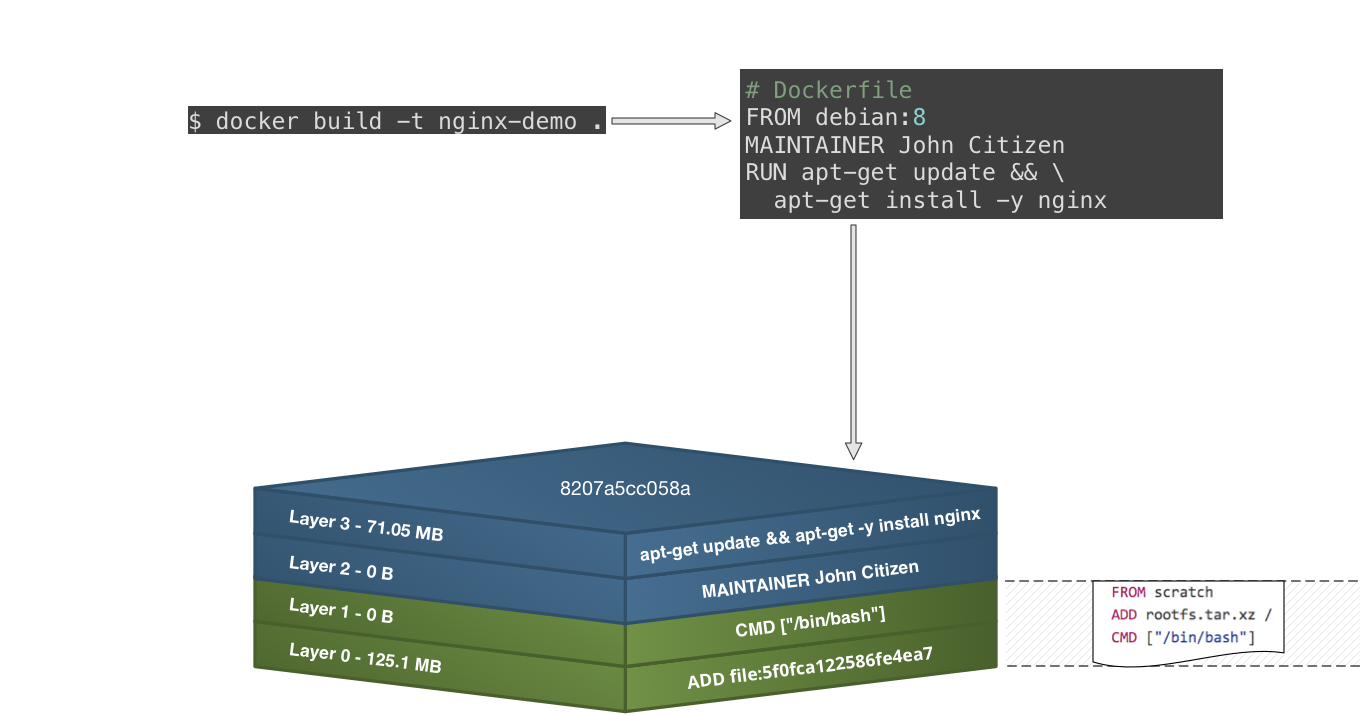 $ docker build -t nginx-demo .
# Dockerfile
FROM debian:8
MAINTAINER John Citizen
RUN apt-get update && \
apt-get install -y nginx
8207a5cc058a
Layer 3 - 71.05 MB
apt-get update && apt-get -y install nginx
Layer 2 - 0 B
MAINTAINER John Citizen
Layer 1 - 0 B
CMD ["/bin/bash"]
Layer 0 - 125.1 MB
ADD file:5f0fca122586fe4ea7
FROM scratch
ADD rootfs.tar.xz /
CMD ["/bin/bash"]